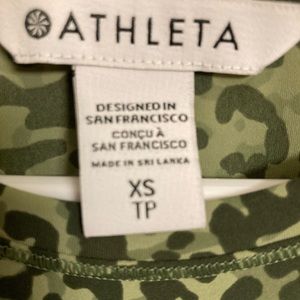 ATHLETA
DESIGNED IN
SAN FRANCISCO
CONÇU À
SAN FRANCISCO
MADE IN SRI LANKA
XS
TP